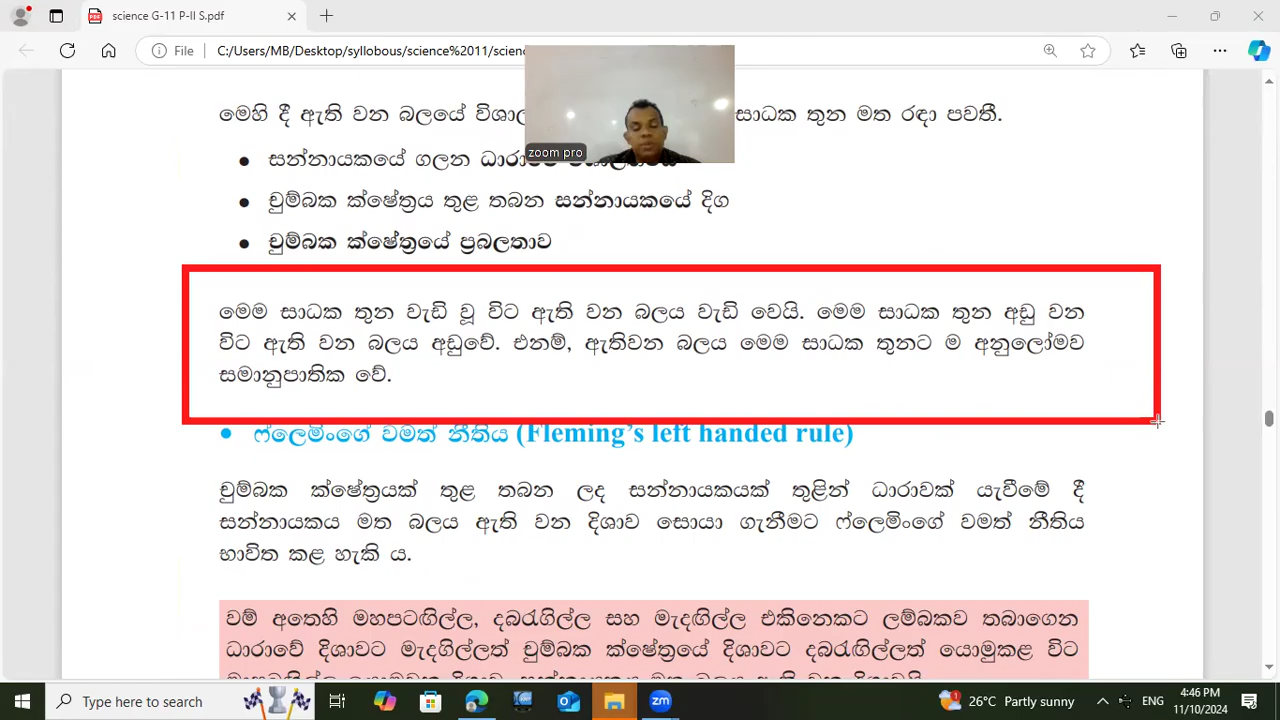 science G-11 P-II S.pdf
File C:/Users/MB/Desktop/syllobous/science%2011/scien
zoom pro
මෙහි දී ඇති වන බලයේ විශා සාධක තුන මත රඳා පවතී.
● සන්නායකයේ ගලන
● චුම්බක ක්ෂේත්‍රය තුළ තබන සන්නායකයේ දිග
● චුම්බක ක්ෂේත්‍රයේ ප්‍රබලතාව
මෙම සාධක තුන වැඩි වූ විට ඇති වන බලය වැඩි වෙයි. මෙම සාධක තුන අඩු වන
විට ඇති වන බලය අඩුවේ. එනම්, ඇතිවන බලය මෙම සාධක තුනට ම අනුලෝමව
සමානුපාතික වේ.
● ෆ්ලෙමිංගේ වමත් නීතිය (Fleming’s left handed rule)
චුම්බක ක්ෂේත්‍රයක් තුළ තබන ලද සන්නායකයක් තුළින් ධාරාවක් යැවීමේ දී
සන්නායකය මත බලය ඇති වන දිශාව සොයා ගැනීමට ෆ්ලෙමිංගේ වමත් නීතිය
භාවිත කළ හැකි ය.
වම් අතෙහි මහපටඟිල්ල, දබරැගිල්ල සහ මැදඟිල්ල එකිනෙකට ලම්බකව තබාගෙන
ධාරාවේ දිශාවට මැදගිල්ලත් චුම්බක ක්ෂේත්‍රයේ දිශාවට දබරැඟිල්ලත් යොමුකළ විට
Type here to search
26°C Partly sunny
ENG
4:46 PM
11/10/2024